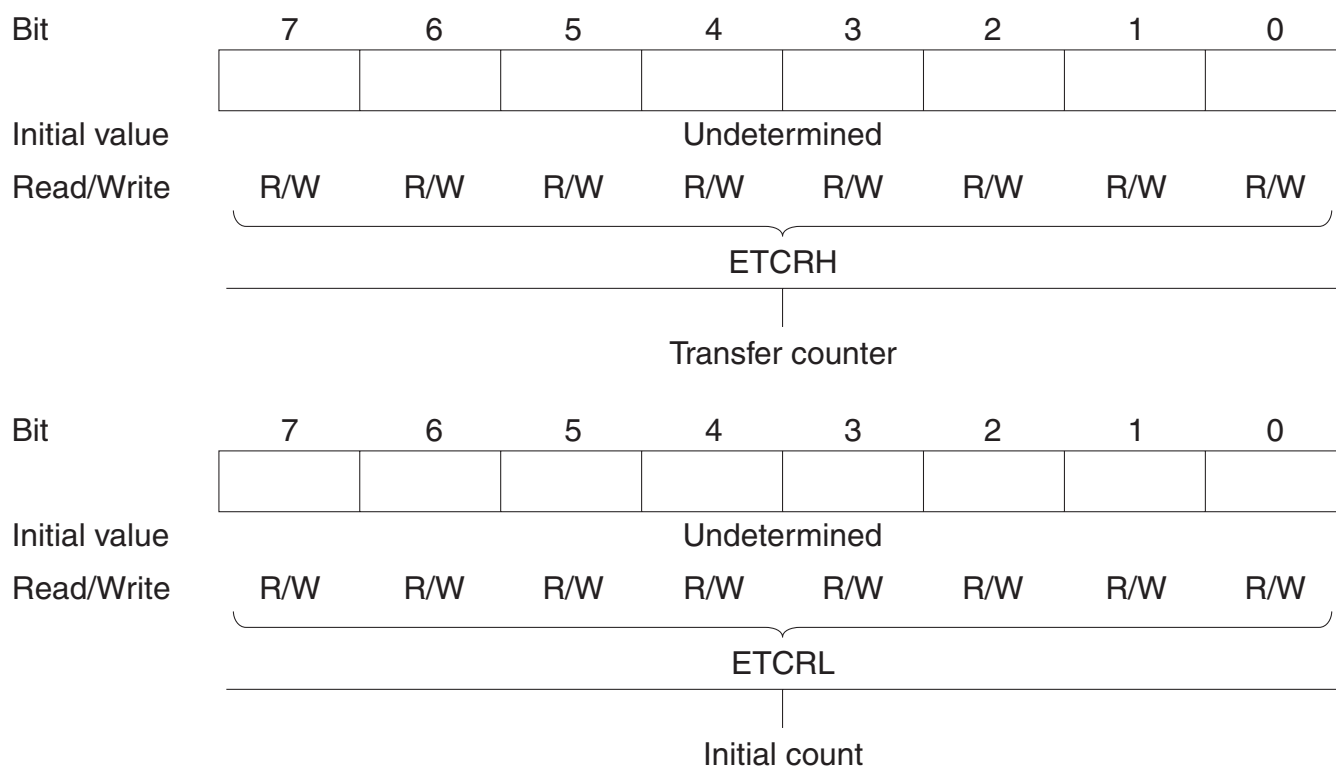 Bit 7 6 5 4 3 2 1 0
Initial value Undetermined
Read/Write R/W R/W R/W R/W R/W R/W R/W R/W
ETCRH
Transfer counter
Bit 7 6 5 4 3 2 1 0
Initial value Undetermined
Read/Write R/W R/W R/W R/W R/W R/W R/W R/W
ETCRL
Initial count